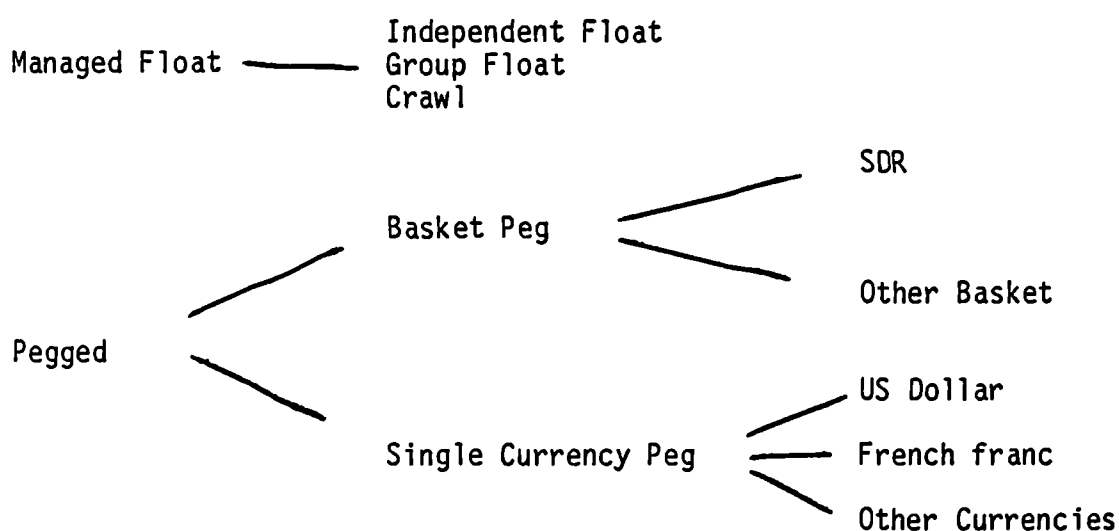 Managed Float
Independent Float
Group Float
Crawl
Pegged
Basket Peg
SDR
Other Basket
Single Currency Peg
US Dollar
French franc
Other Currencies